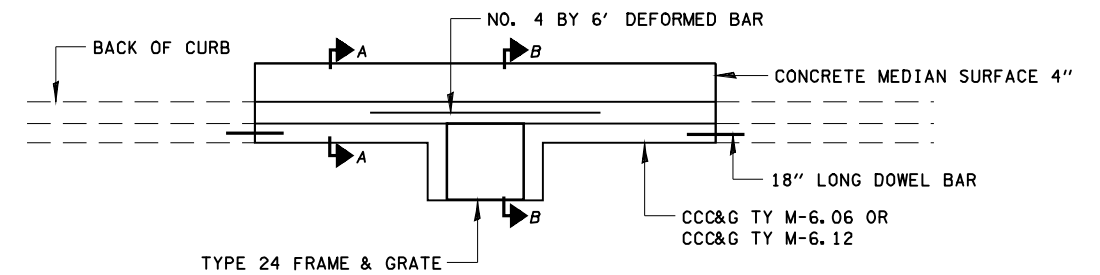 NO. 4 BY 6' DEFORMED BAR
BACK OF CURB
A
B
CONCRETE MEDIAN SURFACE 4"
A
18" LONG DOWEL BAR
B
CCC&G TY M-6.06 OR
CCC&G TY M-6.12
TYPE 24 FRAME & GRATE